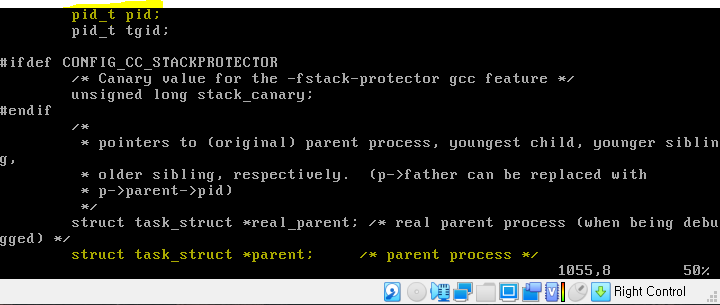 pid_t pid;
pid_t tgid;
#ifdef CONFIG_CC_STACKPROTECTOR
/* Canary value for the -fstack-protector gcc feature */
unsigned long stack_canary;
#endif
/*
* pointers to (original) parent process, youngest child, younger siblin
g,
* older sibling, respectively.  (p->father can be replaced with
* p->parent->pid)
*/
struct task_struct *real_parent; /* real parent process (when being debu
gged) */
struct task_struct *parent;     /* parent process */
1055,8 50%
Right Control